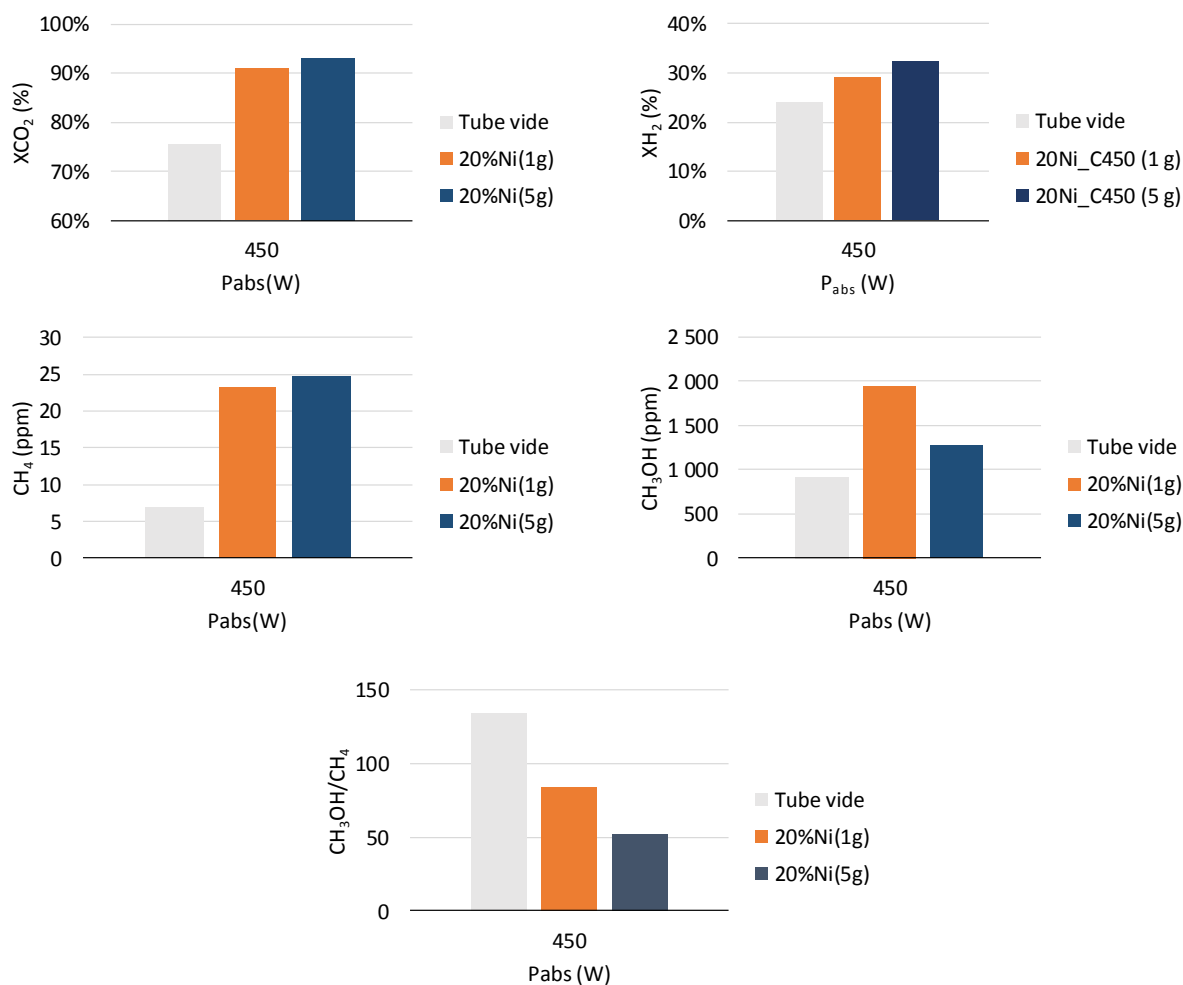 100%
90%
80%
70%
60%
XCO₂ (%)
450
Pabs(W)
Tube vide
20%Ni(1g)
20%Ni(5g)
40%
30%
20%
10%
0%
XH₂ (%)
450
Pabs (W)
Tube vide
20Ni_C450 (1 g)
20Ni_C450 (5 g)
30
25
20
15
10
5
0
CH₄ (ppm)
450
Pabs(W)
Tube vide
20%Ni(1g)
20%Ni(5g)
2 500
2 000
1 500
1 000
500
0
CH₃OH (ppm)
450
Pabs (W)
Tube vide
20%Ni(1g)
20%Ni(5g)
150
100
50
0
CH₃OH/CH₄
450
Pabs (W)
Tube vide
20%Ni(1g)
20%Ni(5g)